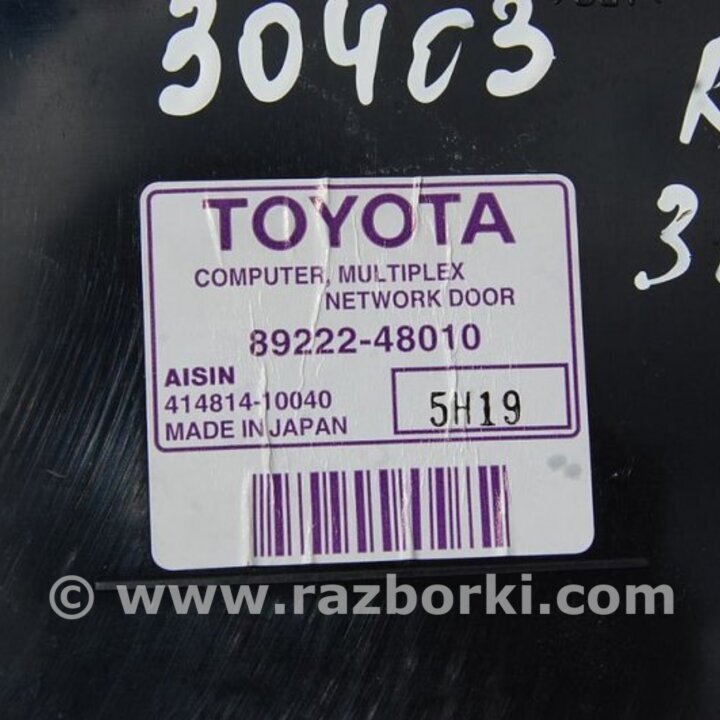 30403
TOYOTA
COMPUTER, MULTIPLEX
NETWORK DOOR
89222-48010
AISIN
414814-10040
MADE IN JAPAN
5H19
© www.razborki.com